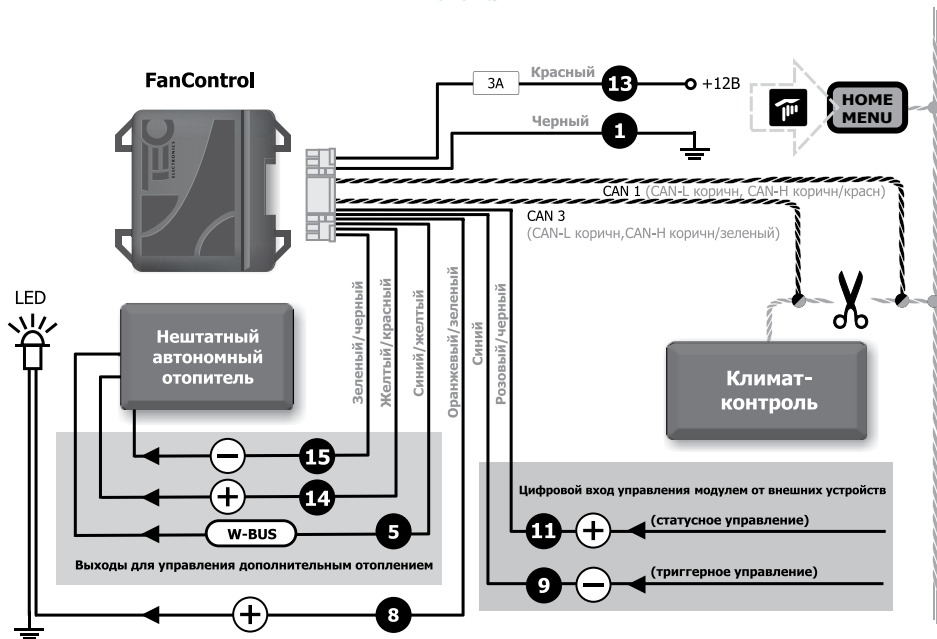 FanControl
TEC
ELECTRONICS
3А
Красный
13
+12В
Черный
1
HOME
MENU
CAN 1 (CAN-L коричн, CAN-H коричн/красн)
CAN 3
(CAN-L коричн,CAN-H коричн/зеленый)
LED
Нештатный
автономный
отопитель
Зеленый/черный
Желтый/красный
Синий/желтый
Оранжевый/зеленый
Синий
Розовый/черный
Климат-
контроль
15
14
W-BUS
5
Выходы для управления дополнительным отоплением
8
Цифровой вход управления модулем от внешних устройств
11
(статусное управление)
9
(триггерное управление)